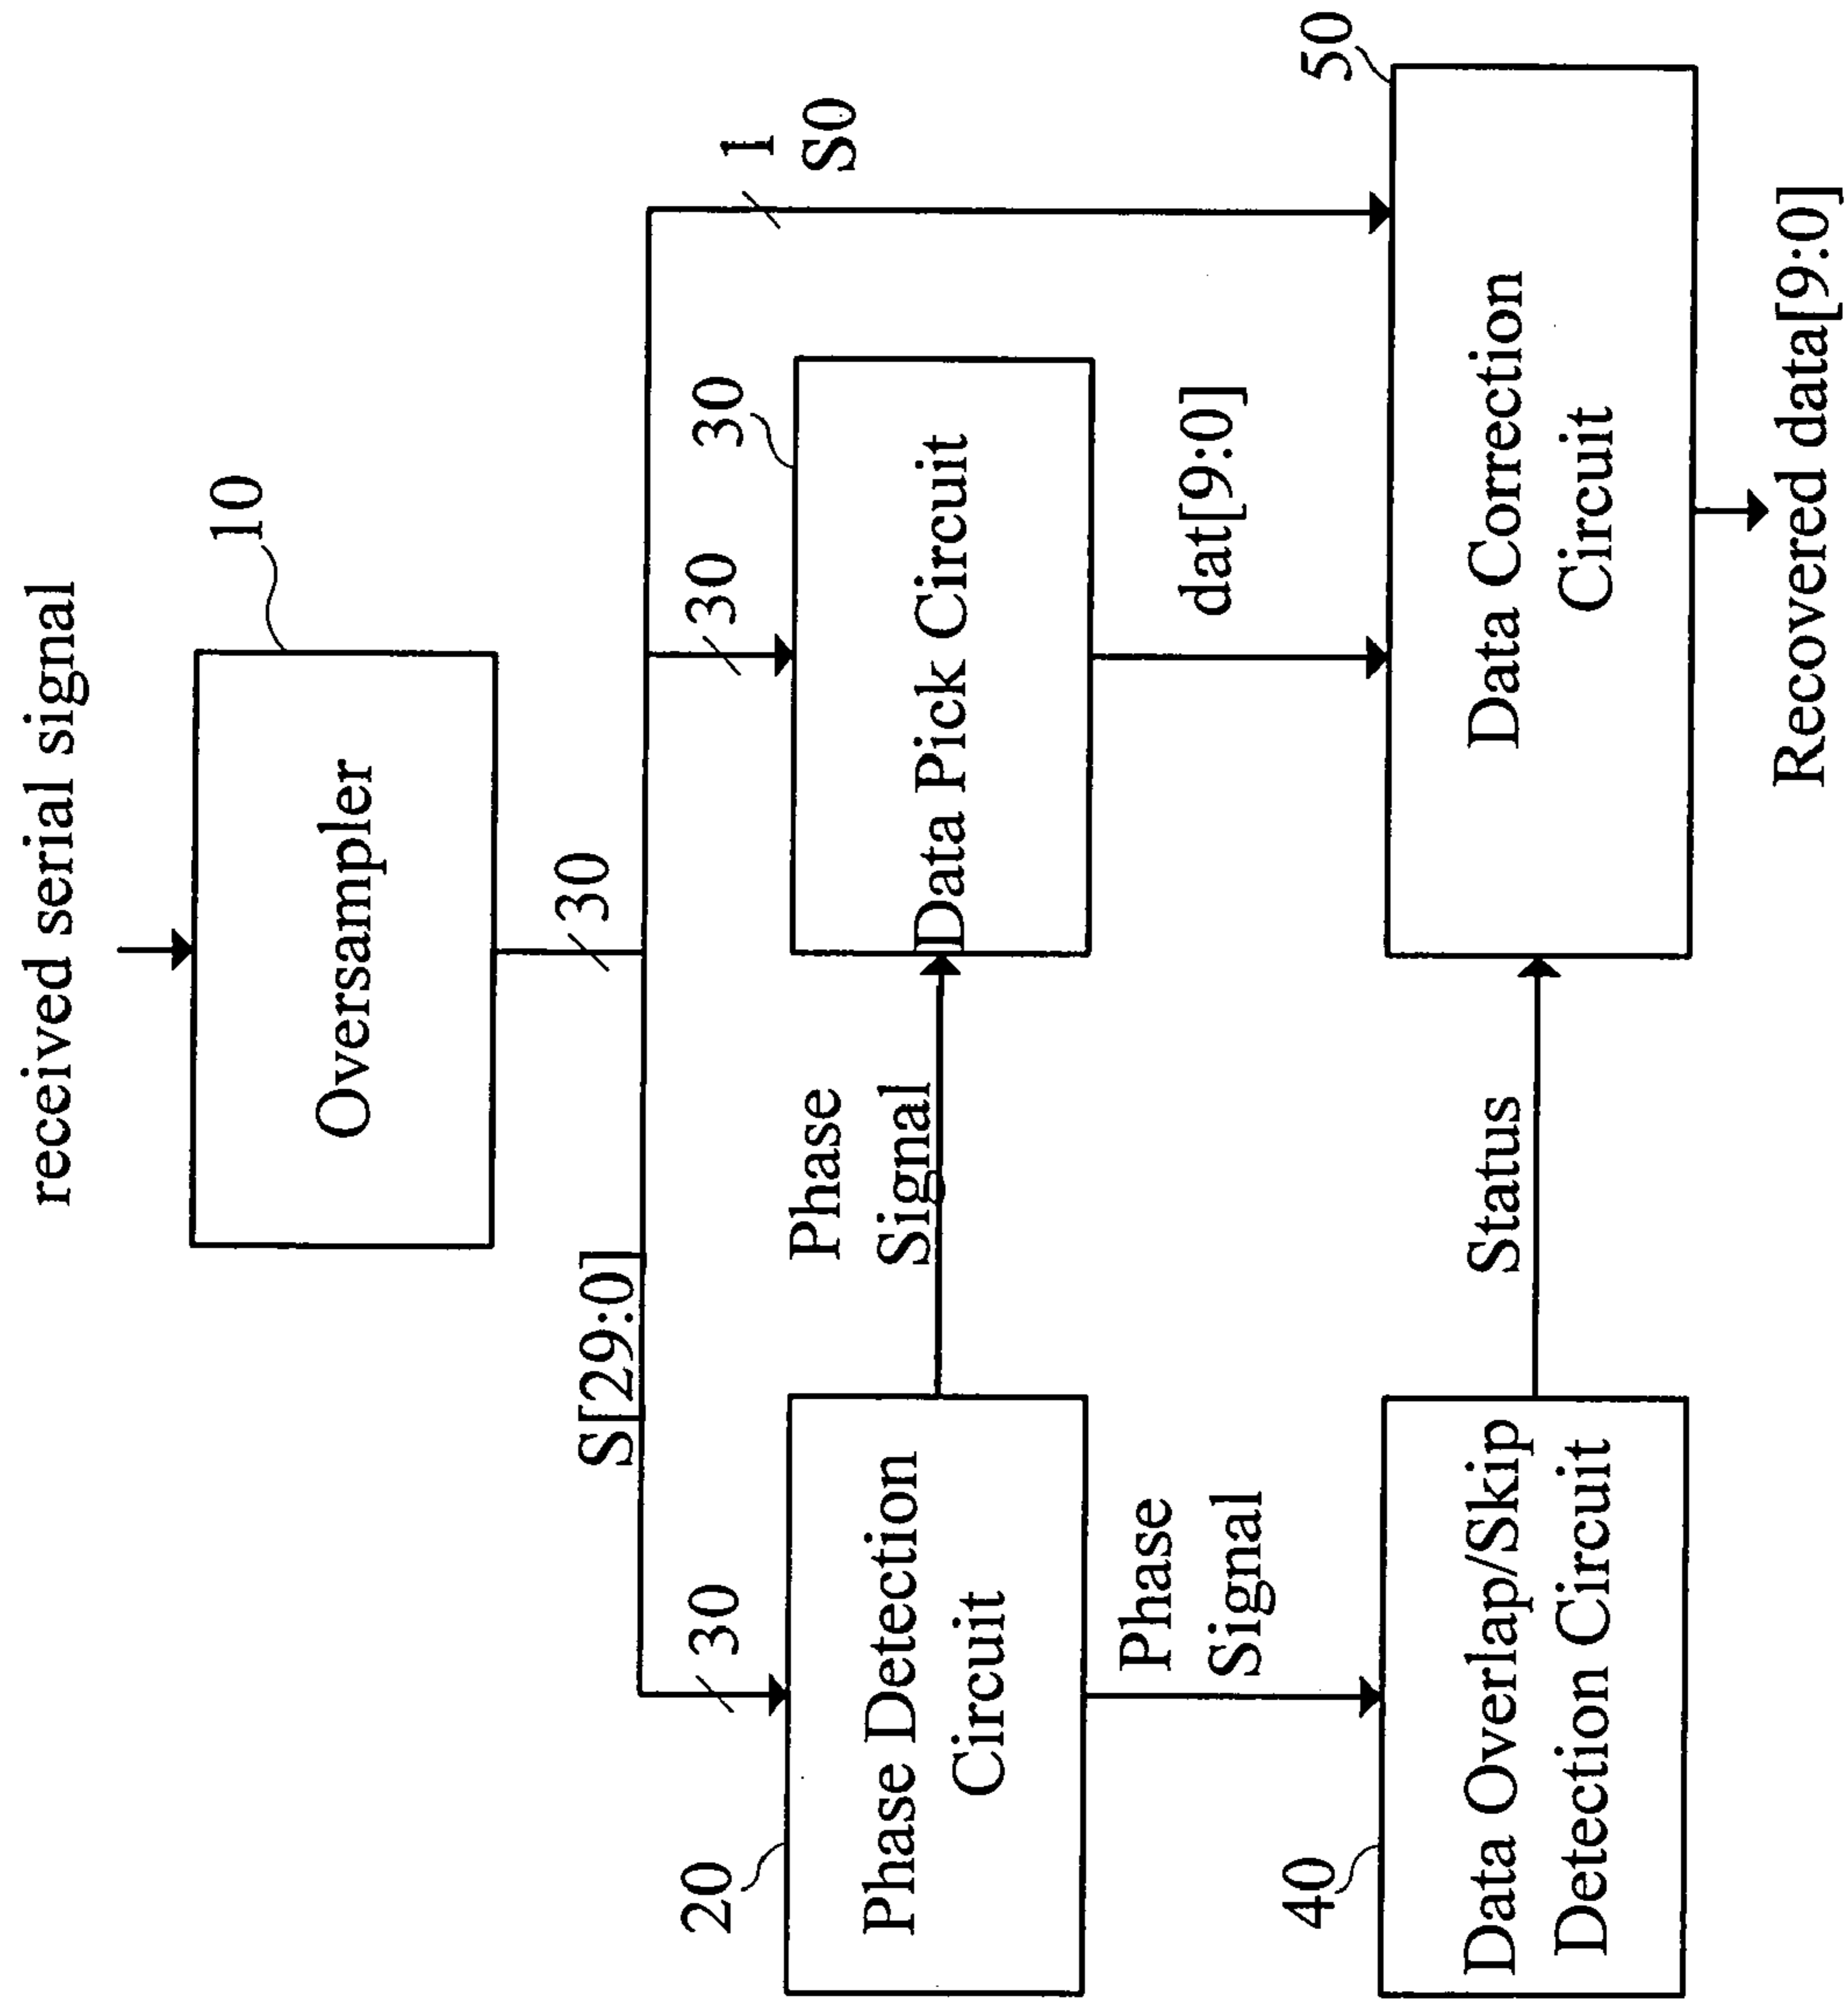 received serial signal
10
Oversampler
30
S[29:0]
30
30
1
S0
20
Phase Detection
Circuit
Phase
Signal
30
Data Pick Circuit
Phase
Signal
dat[9:0]
40
Data Overlap/Skip
Detection Circuit
Status
50
Data Correction
Circuit
Recovered data[9:0]